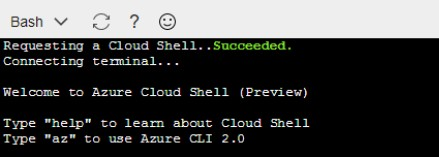 Bash
?
Requesting a Cloud Shell..Succeeded.
Connecting terminal...
Welcome to Azure Cloud Shell (Preview)
Type "help" to learn about Cloud Shell
Type "az" to use Azure CLI 2.0